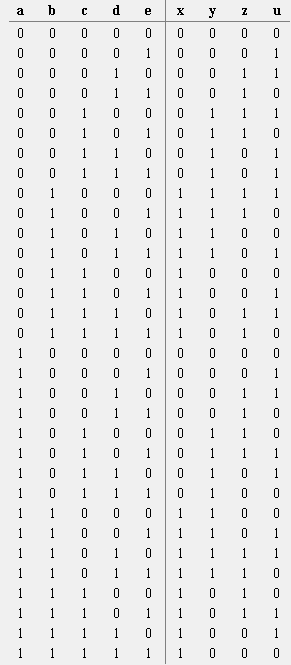 a b c d e x y z u
0 0 0 0 0 0 0 0 0
0 0 0 0 1 0 0 0 1
0 0 0 1 0 0 0 1 1
0 0 0 1 1 0 0 1 0
0 0 1 0 0 0 1 1 1
0 0 1 0 1 0 1 1 0
0 0 1 1 0 0 1 0 1
0 0 1 1 1 0 1 0 1
0 1 0 0 0 1 1 1 1
0 1 0 0 1 1 1 1 0
0 1 0 1 0 1 1 0 0
0 1 0 1 1 1 1 0 1
0 1 1 0 0 1 0 0 0
0 1 1 0 1 1 0 0 1
0 1 1 1 0 1 0 1 1
0 1 1 1 1 1 0 1 0
1 0 0 0 0 0 0 0 0
1 0 0 0 1 0 0 0 1
1 0 0 1 0 0 0 1 1
1 0 0 1 1 0 0 1 0
1 0 1 0 0 0 1 1 0
1 0 1 0 1 0 1 1 1
1 0 1 1 0 0 1 0 1
1 0 1 1 1 0 1 0 0
1 1 0 0 0 1 1 0 0
1 1 0 0 1 1 1 0 1
1 1 0 1 0 1 1 1 1
1 1 0 1 1 1 1 1 0
1 1 1 0 0 1 0 1 0
1 1 1 0 1 1 0 1 1
1 1 1 1 0 1 0 0 1
1 1 1 1 1 1 0 0 0